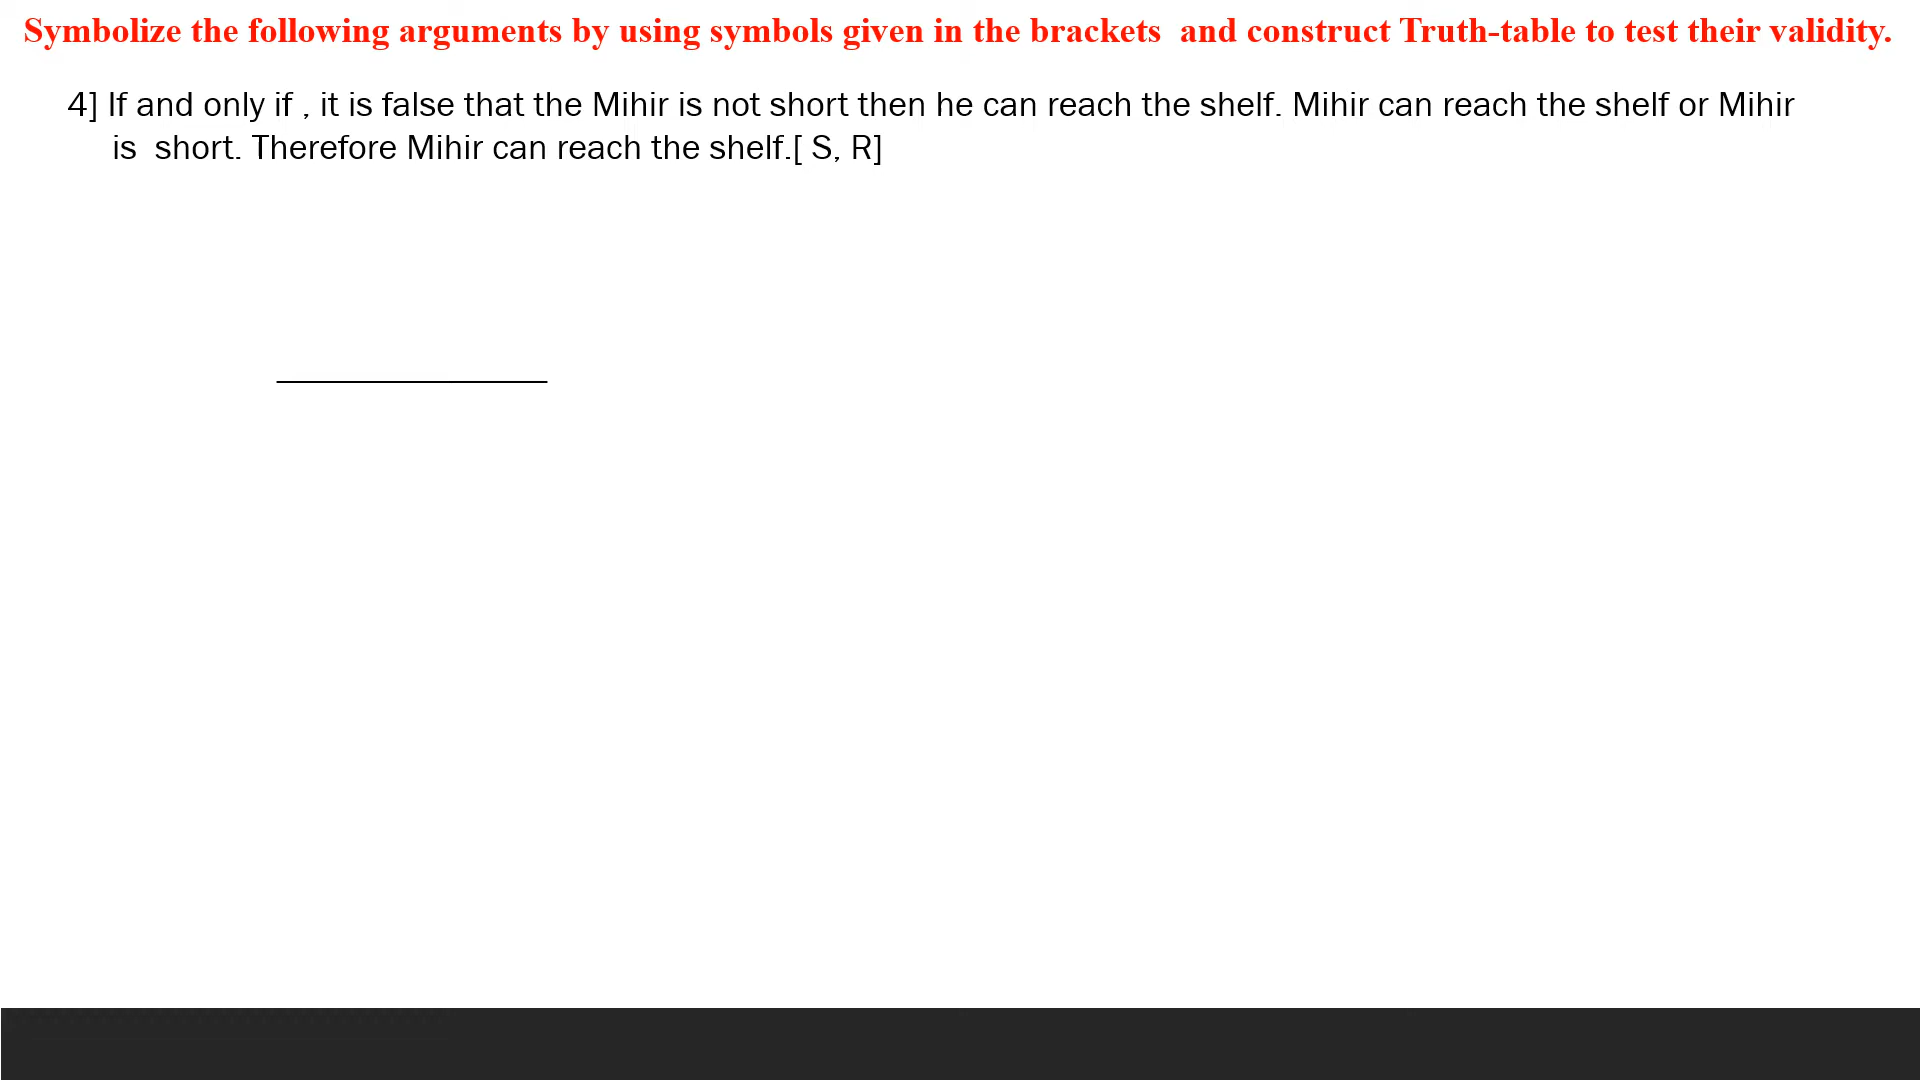 Symbolize the following arguments by using symbols given in the brackets and construct Truth-table to test their validity.
4] If and only if , it is false that the Mihir is not short then he can reach the shelf. Mihir can reach the shelf or Mihir
is short. Therefore Mihir can reach the shelf.[ S, R]